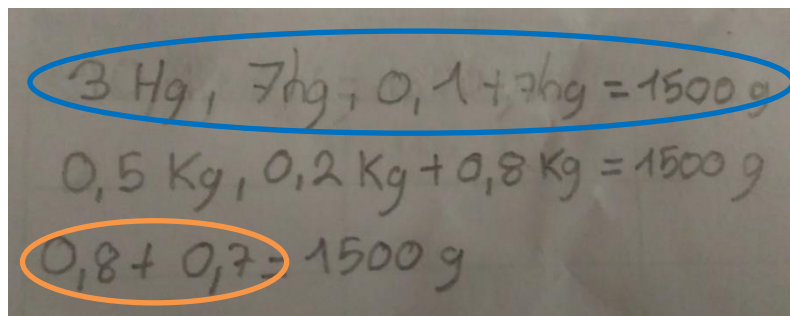 3 Hg, 7hg, 0,1 + 7hg = 1500 g
0,5 Kg, 0,2 Kg + 0,8 Kg = 1500 g
0,8 + 0,7 = 1500 g